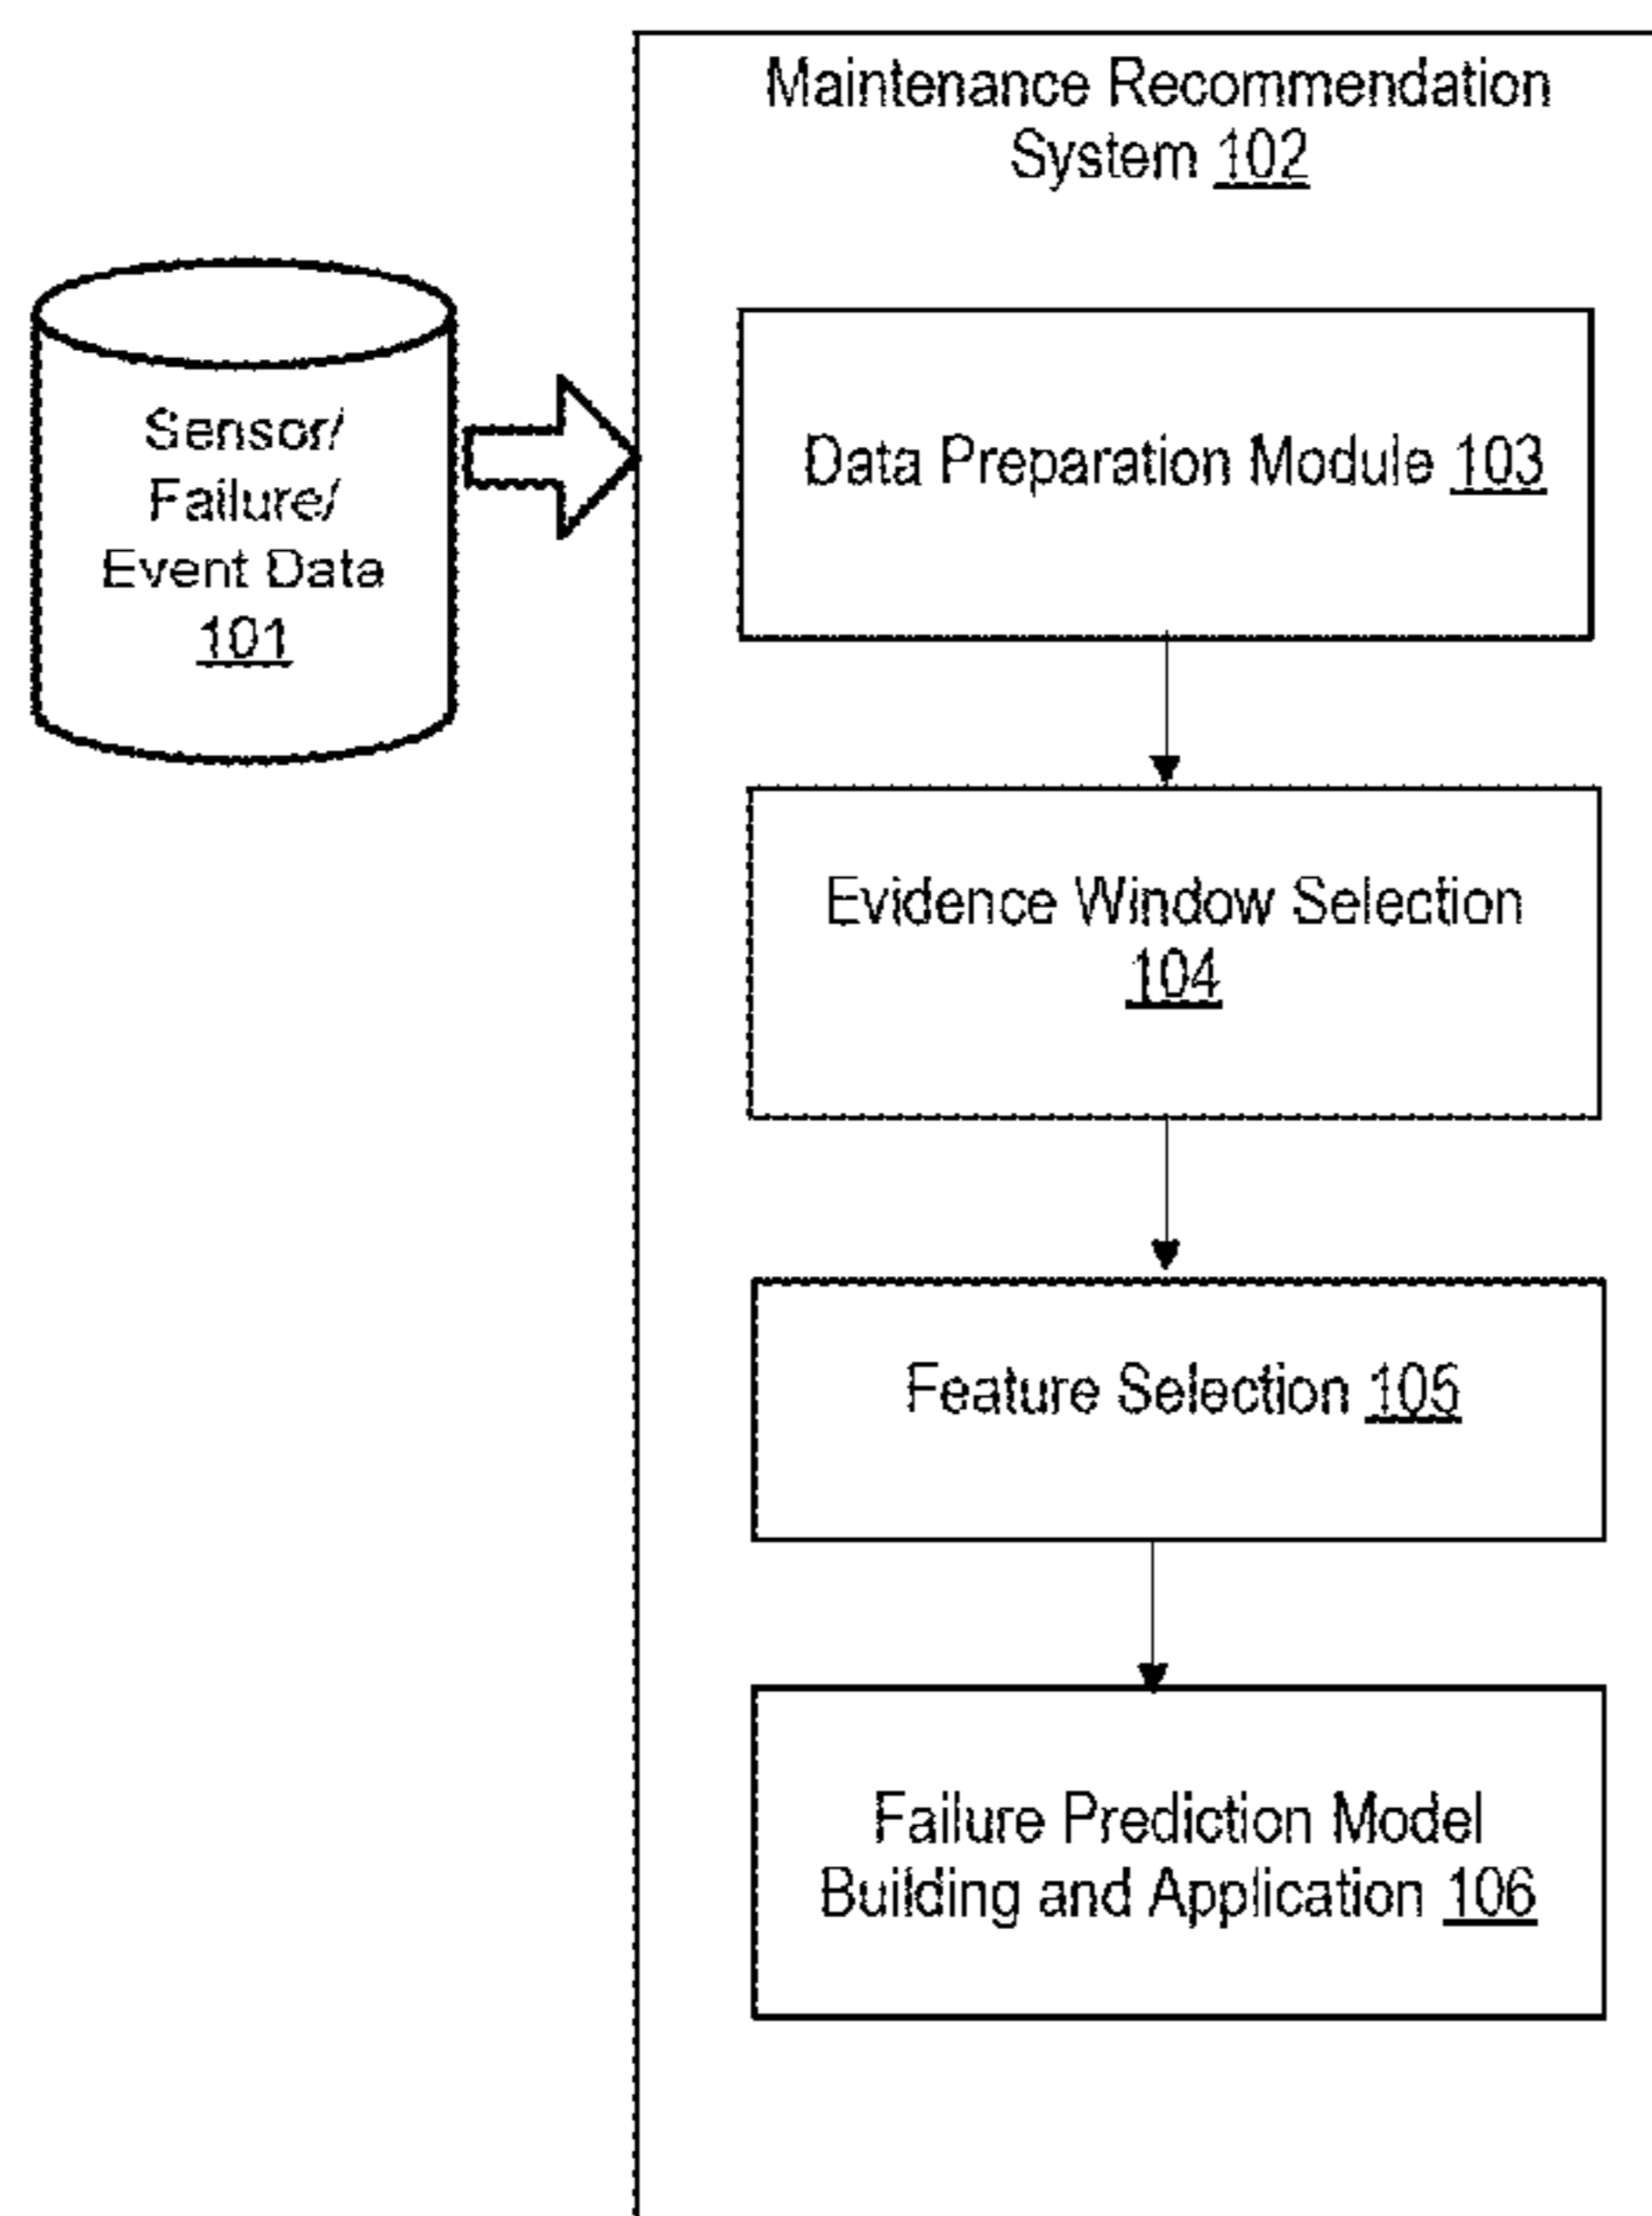 Maintenance Recommendation
System 102
Sensor/
Failure/
Event Data
101
Data Preparation Module 103
Evidence Window Selection
104
Feature Selection 105
Failure Prediction Model
Building and Application 106